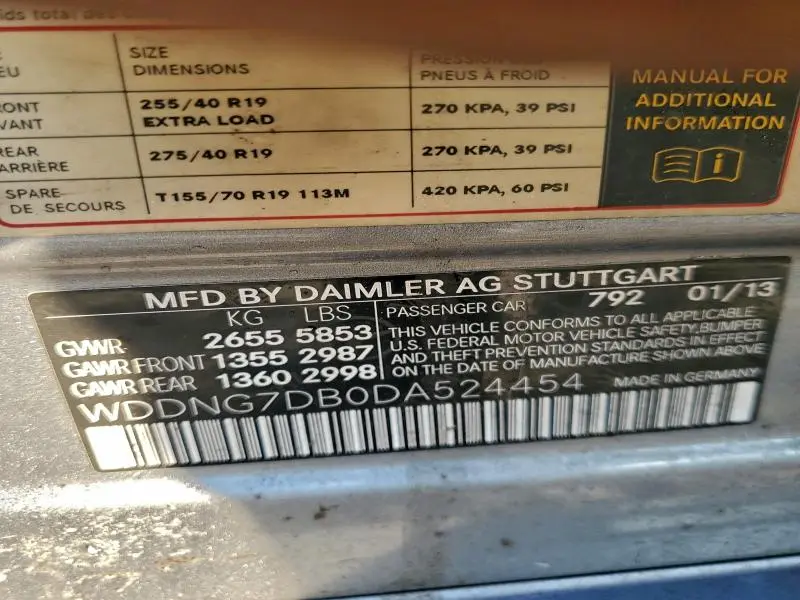 ids total
SIZE
DIMENSIONS
PNEUS À FROID
255/40 R19
EXTRA LOAD
270 KPA, 39 PSI
REAR
275/40 R19
270 KPA, 39 PSI
SPARE
DE SECOURS
T155/70 R19 113M
420 KPA, 60 PSI
MANUAL FOR
ADDITIONAL
INFORMATION
MFD BY DAIMLER AG STUTTGART
KG LBS
GVWR 2655 5853
GAWR FRONT 1355 2987
GAWR REAR 1360 2998
PASSENGER CAR 792 01/13
THIS VEHICLE CONFORMS TO ALL APPLICABLE
U.S. FEDERAL MOTOR VEHICLE SAFETY, BUMPER
AND THEFT PREVENTION STANDARDS IN EFFECT
ON THE DATE OF MANUFACTURE SHOWN ABOVE
WDDNG7DB0DA524454 MADE IN GERMANY